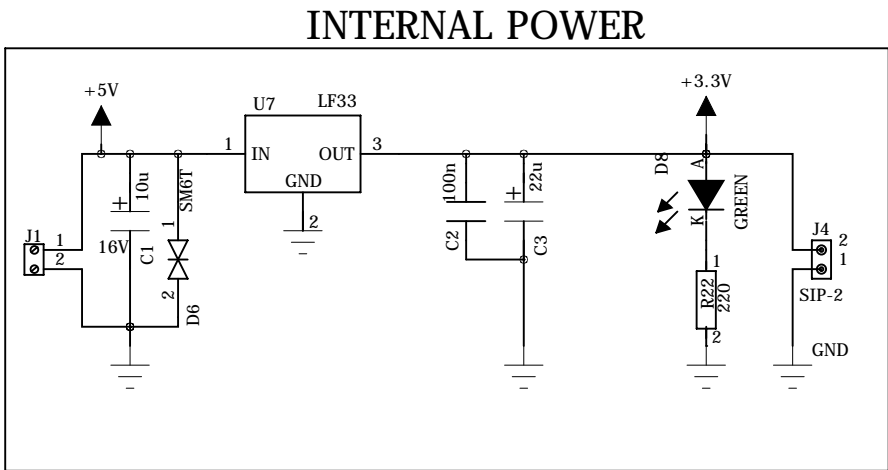 INTERNAL POWER
+5V
U7 LF33
+3.3V
1 IN OUT 3
GND
2
10u
SM6T
1
2
16V
C1
D6
J1
1
2
100n
22u
C2
C3
D8
A
K
GREEN
1
R22
220
2
J4
2
1
SIP-2
GND